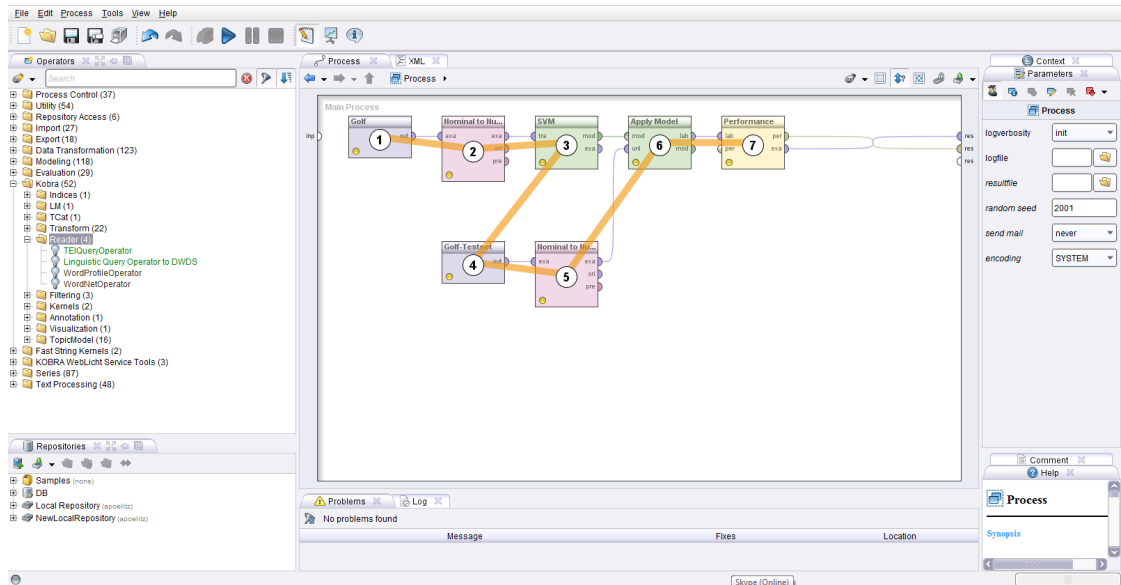 File Edit Process Tools View Help
Operators
Search
Process Control (37)
Utility (54)
Repository Access (6)
Import (27)
Export (18)
Data Transformation (123)
Modeling (118)
Evaluation (29)
Kobra (52)
Indices (1)
LM (1)
TCat (1)
Transform (22)
Reader (4)
TEIQueryOperator
Linguistic Query Operator to DWDS
WordProfileOperator
WordNetOperator
Filtering (3)
Kernels (2)
Annotation (1)
Visualization (1)
TopicModel (16)
Fast String Kernels (2)
KOBRA WebLicht Service Tools (3)
Series (87)
Text Processing (48)
Repositories
Samples (none)
DB
Local Repository (apoelitz)
NewLocalRepository (apoelitz)
Process XML
Process
Main Process
inp
Golf
1
out
Nominal to Nu...
exa exa
2
ori
pre
SVM
tra mod
3
exa
Apply Model
mod lab
6
unl mod
Performance
lab per
7
per exa
res
res
res
Golf-Testset
4
out
Nominal to Nu...
exa exa
5
ori
pre
Problems Log
No problems found
Message Fixes Location
Context
Parameters
Process
logverbosity init
logfile
resultfile
random seed 2001
send mail never
encoding SYSTEM
Comment
Help
Process
Synopsis
Skype (Online)